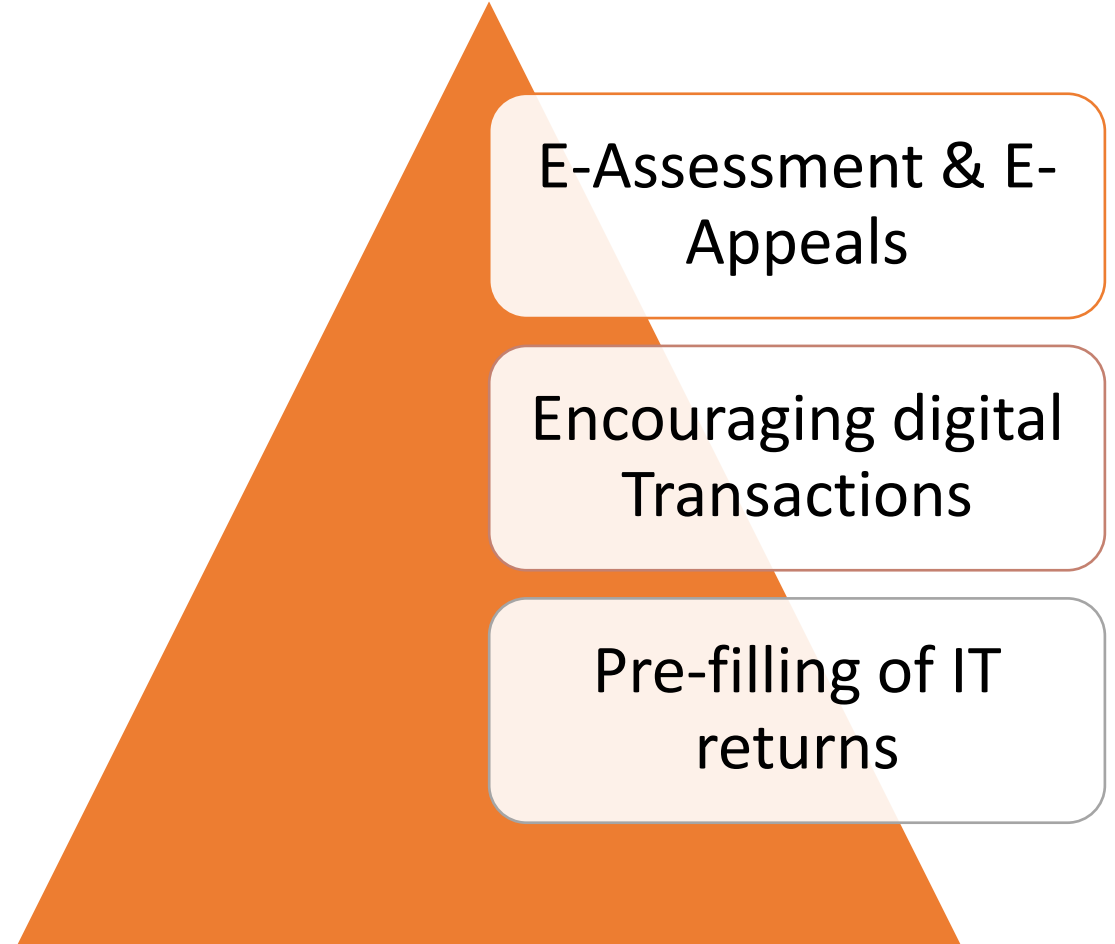 E-Assessment & E-
Appeals
Encouraging digital
Transactions
Pre-filling of IT
returns